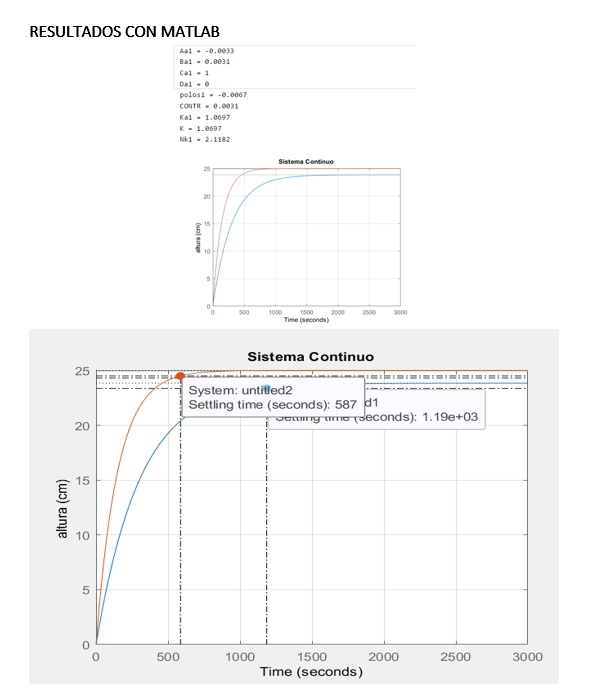 RESULTADOS CON MATLAB
Aa1 = -0.0033
Ba1 = 0.0031
Ca1 = 1
Da1 = 0
polos1 = -0.0067
CONTR = 0.0031
Ka1 = 1.0697
K = 1.0697
Nk1 = 2.1182
Sistema Continuo
25
20
15
10
5
0
altura (cm)
0 500 1000 1500 2000 2500 3000
Time (seconds)
Sistema Continuo
25
20
15
10
5
0
altura (cm)
System: untitled2
Settling time (seconds): 587
d1
Settling time (seconds): 1.19e+03
0 500 1000 1500 2000 2500 3000
Time (seconds)